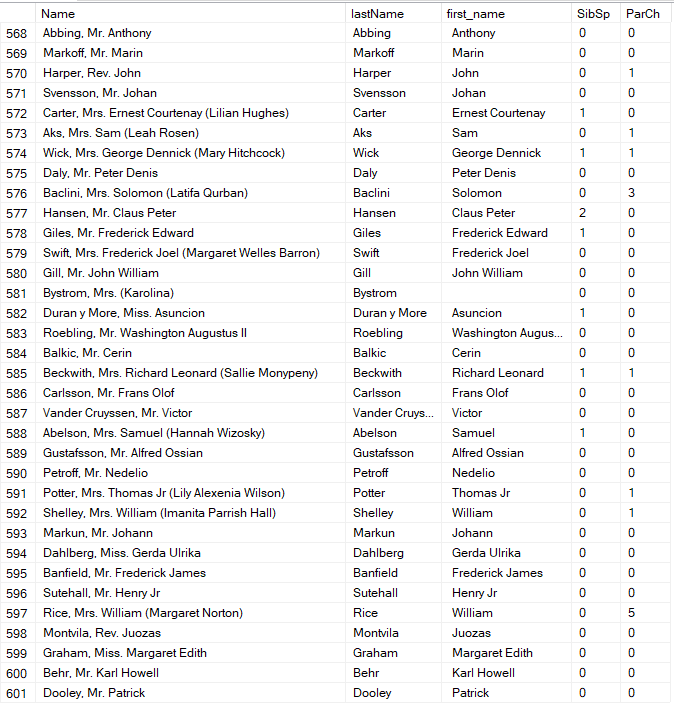 Name lastName first_name SibSp ParCh
568 Abbing, Mr. Anthony Abbing Anthony 0 0
569 Markoff, Mr. Marin Markoff Marin 0 0
570 Harper, Rev. John Harper John 0 1
571 Svensson, Mr. Johan Svensson Johan 0 0
572 Carter, Mrs. Ernest Courtenay (Lilian Hughes) Carter Ernest Courtenay 1 0
573 Aks, Mrs. Sam (Leah Rosen) Aks Sam 0 1
574 Wick, Mrs. George Dennick (Mary Hitchcock) Wick George Dennick 1 1
575 Daly, Mr. Peter Denis Daly Peter Denis 0 0
576 Baclini, Mrs. Solomon (Latifa Qurban) Baclini Solomon 0 3
577 Hansen, Mr. Claus Peter Hansen Claus Peter 2 0
578 Giles, Mr. Frederick Edward Giles Frederick Edward 1 0
579 Swift, Mrs. Frederick Joel (Margaret Welles Barron) Swift Frederick Joel 0 0
580 Gill, Mr. John William Gill John William 0 0
581 Bystrom, Mrs. (Karolina) Bystrom 0 0
582 Duran y More, Miss. Asuncion Duran y More Asuncion 1 0
583 Roebling, Mr. Washington Augustus II Roebling Washington Augus... 0 0
584 Balkic, Mr. Cerin Balkic Cerin 0 0
585 Beckwith, Mrs. Richard Leonard (Sallie Monypeny) Beckwith Richard Leonard 1 1
586 Carlsson, Mr. Frans Olof Carlsson Frans Olof 0 0
587 Vander Cruyssen, Mr. Victor Vander Cruys... Victor 0 0
588 Abelson, Mrs. Samuel (Hannah Wizosky) Abelson Samuel 1 0
589 Gustafsson, Mr. Alfred Ossian Gustafsson Alfred Ossian 0 0
590 Petroff, Mr. Nedelio Petroff Nedelio 0 0
591 Potter, Mrs. Thomas Jr (Lily Alexenia Wilson) Potter Thomas Jr 0 1
592 Shelley, Mrs. William (Imanita Parrish Hall) Shelley William 0 1
593 Markun, Mr. Johann Markun Johann 0 0
594 Dahlberg, Miss. Gerda Ulrika Dahlberg Gerda Ulrika 0 0
595 Banfield, Mr. Frederick James Banfield Frederick James 0 0
596 Sutehall, Mr. Henry Jr Sutehall Henry Jr 0 0
597 Rice, Mrs. William (Margaret Norton) Rice William 0 5
598 Montvila, Rev. Juozas Montvila Juozas 0 0
599 Graham, Miss. Margaret Edith Graham Margaret Edith 0 0
600 Behr, Mr. Karl Howell Behr Karl Howell 0 0
601 Dooley, Mr. Patrick Dooley Patrick 0 0